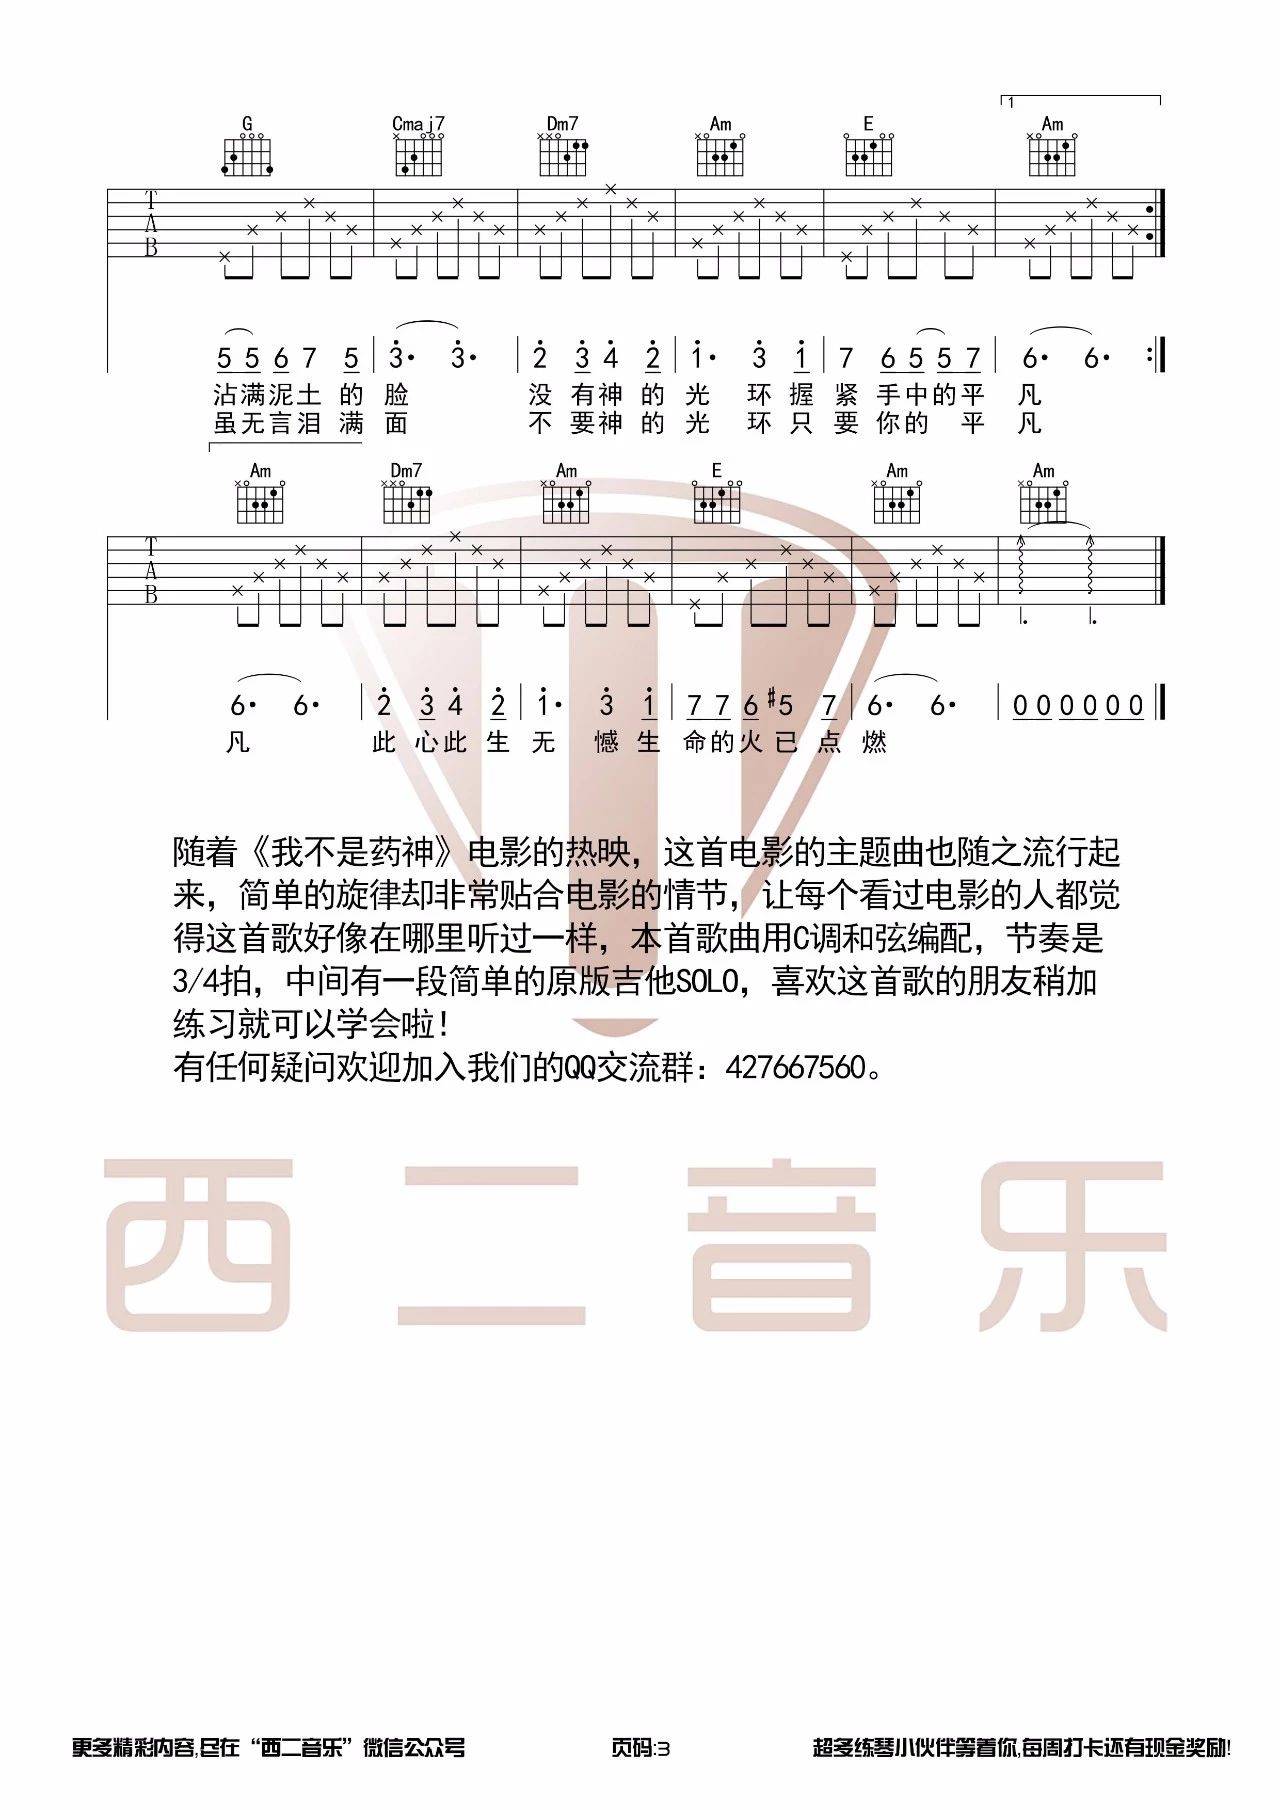 1
G Cmaj7 Dm7 Am E Am
T
A
B
5 5 6 7 5 3· 3· 2 3 4 2 1· 3 1 7 6 5 5 7 6· 6·
沾满泥土的脸 没有神的光 环握紧手中的平 凡
虽无言泪满面 不要神的光 环只要你的 平 凡
Am Dm7 Am E Am Am
T
A
B
6· 6· 2 3 4 2 1· 3 1 7 7 6 #5 7 6· 6· 0 0 0 0 0 0
凡 此心此生无 憾生命的火已点燃
随着《我不是药神》电影的热映，这首电影的主题曲也随之流行起
来，简单的旋律却非常贴合电影的情节，让每个看过电影的人都觉
得这首歌好像在哪里听过一样，本首歌曲用C调和弦编配，节奏是
3/4拍，中间有一段简单的原版吉他SOLO，喜欢这首歌的朋友稍加
练习就可以学会啦！
有任何疑问欢迎加入我们的QQ交流群：427667560。
西二音乐
更多精彩内容,尽在“西二音乐”微信公众号 页码:3 超多练琴小伙伴等着你,每周打卡还有现金奖励!